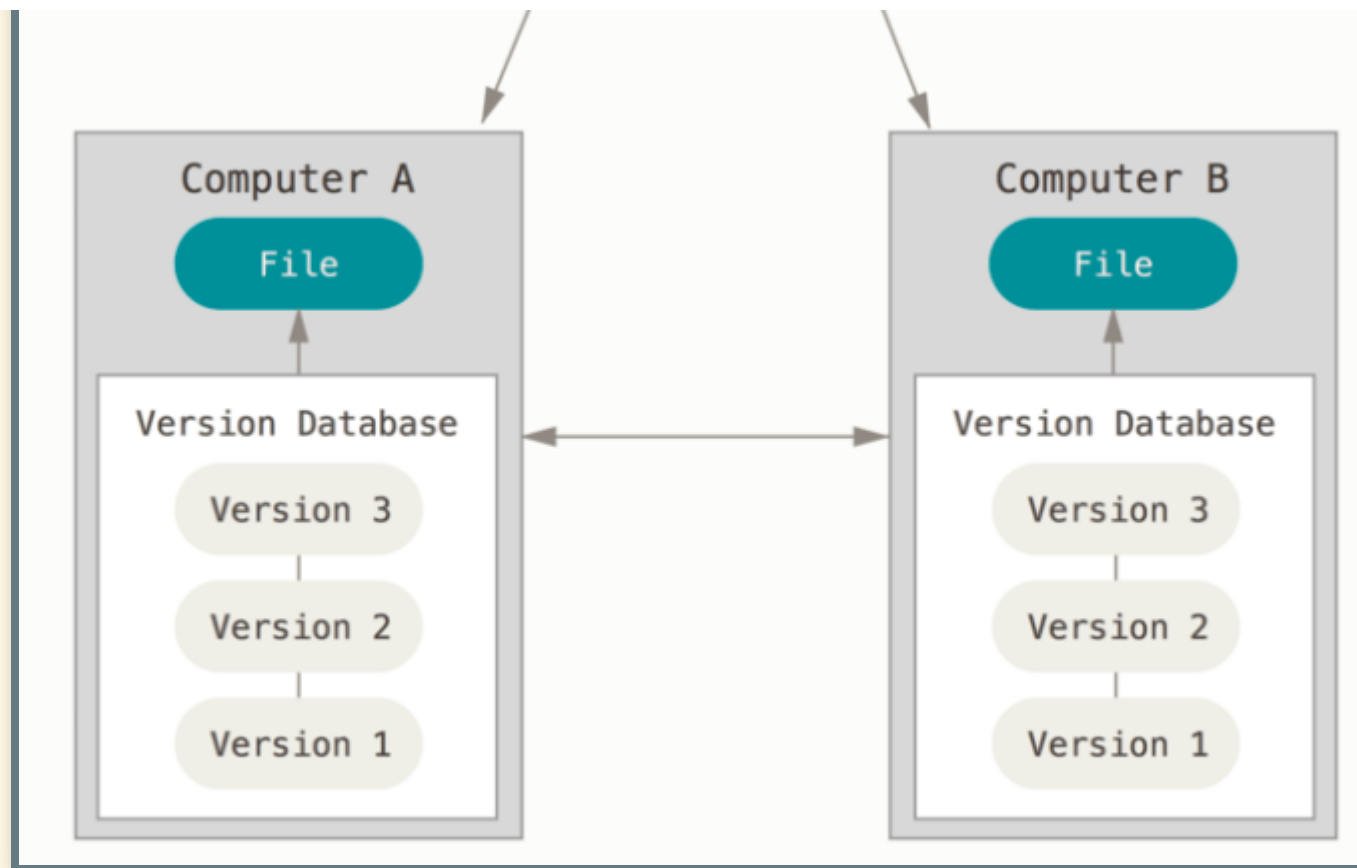 Computer A
File
Version Database
Version 3
Version 2
Version 1
Computer B
File
Version Database
Version 3
Version 2
Version 1